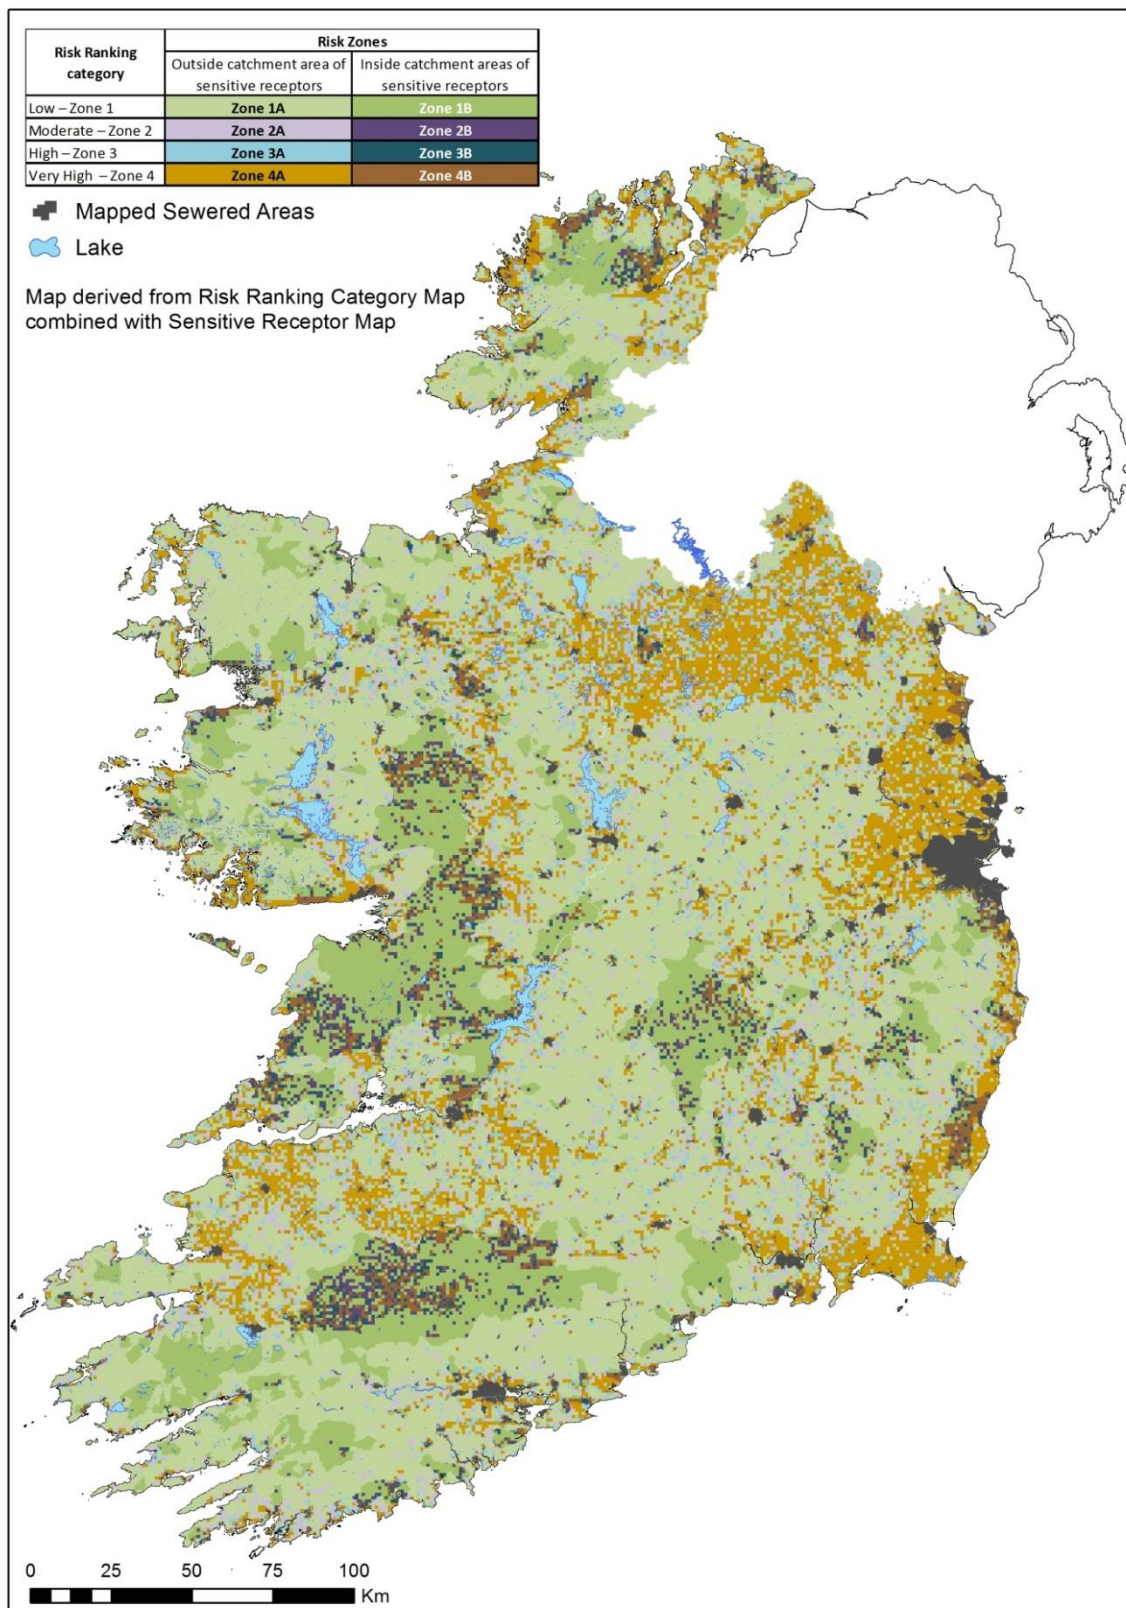 Risk Ranking category
Risk Zones
Outside catchment area of sensitive receptors
Inside catchment areas of sensitive receptors
Low – Zone 1
Zone 1A
Zone 1B
Moderate – Zone 2
Zone 2A
Zone 2B
High – Zone 3
Zone 3A
Zone 3B
Very High – Zone 4
Zone 4A
Zone 4B
Mapped Sewered Areas
Lake
Map derived from Risk Ranking Category Map
combined with Sensitive Receptor Map
0 25 50 75 100
Km